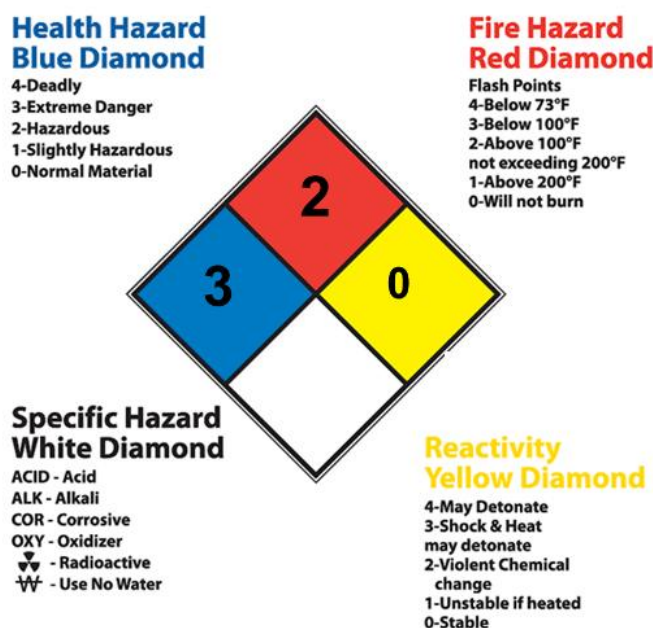 Health Hazard
Blue Diamond
4-Deadly
3-Extreme Danger
2-Hazardous
1-Slightly Hazardous
0-Normal Material
Fire Hazard
Red Diamond
Flash Points
4-Below 73°F
3-Below 100°F
2-Above 100°F
not exceeding 200°F
1-Above 200°F
0-Will not burn
2
3
0
Specific Hazard
White Diamond
ACID - Acid
ALK - Alkali
COR - Corrosive
OXY - Oxidizer
- Radioactive
W - Use No Water
Reactivity
Yellow Diamond
4-May Detonate
3-Shock & Heat
may detonate
2-Violent Chemical
change
1-Unstable if heated
0-Stable